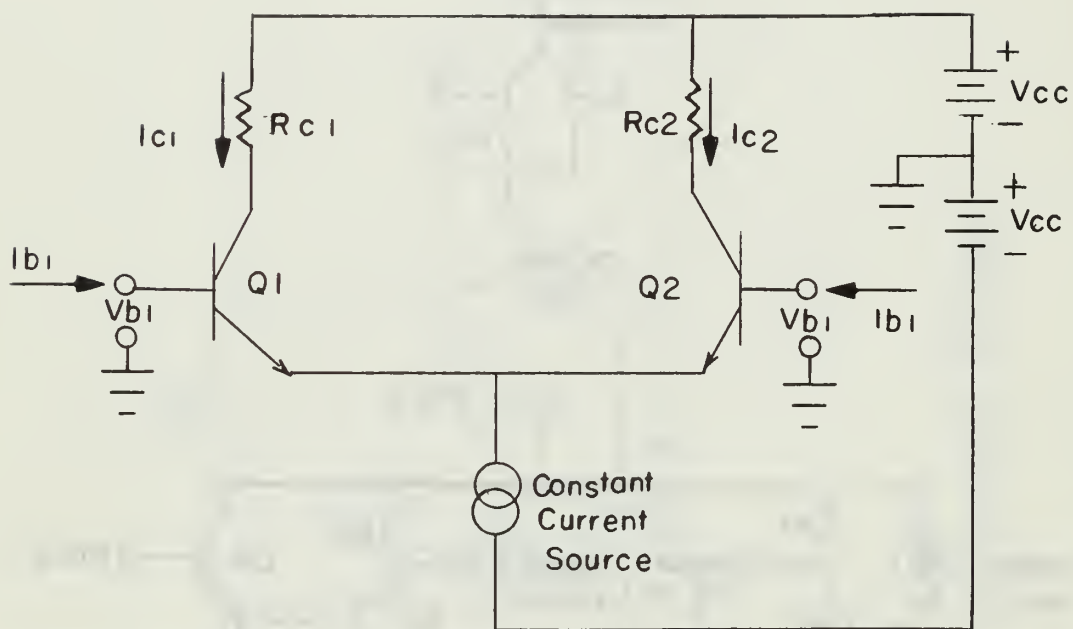 +
Vcc
-
Ic1
Rc1
Rc2
Ic2
+
Vcc
-
Ib1
Vb1
Q1
Q2
Vb1
Ib1
Constant
Current
Source